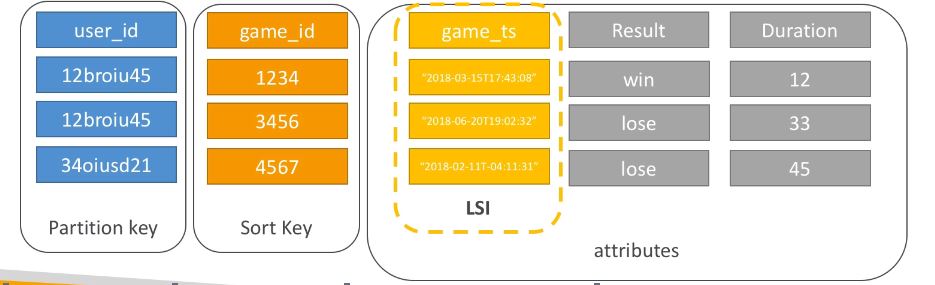 user_id game_id game_ts Result Duration
12broiu45 1234 "2018-03-15T17:43:08" win 12
12broiu45 3456 "2018-06-20T19:02:32" lose 33
34oiusd21 4567 "2018-02-11T-04:11:31" lose 45
LSI
Partition key Sort Key
attributes